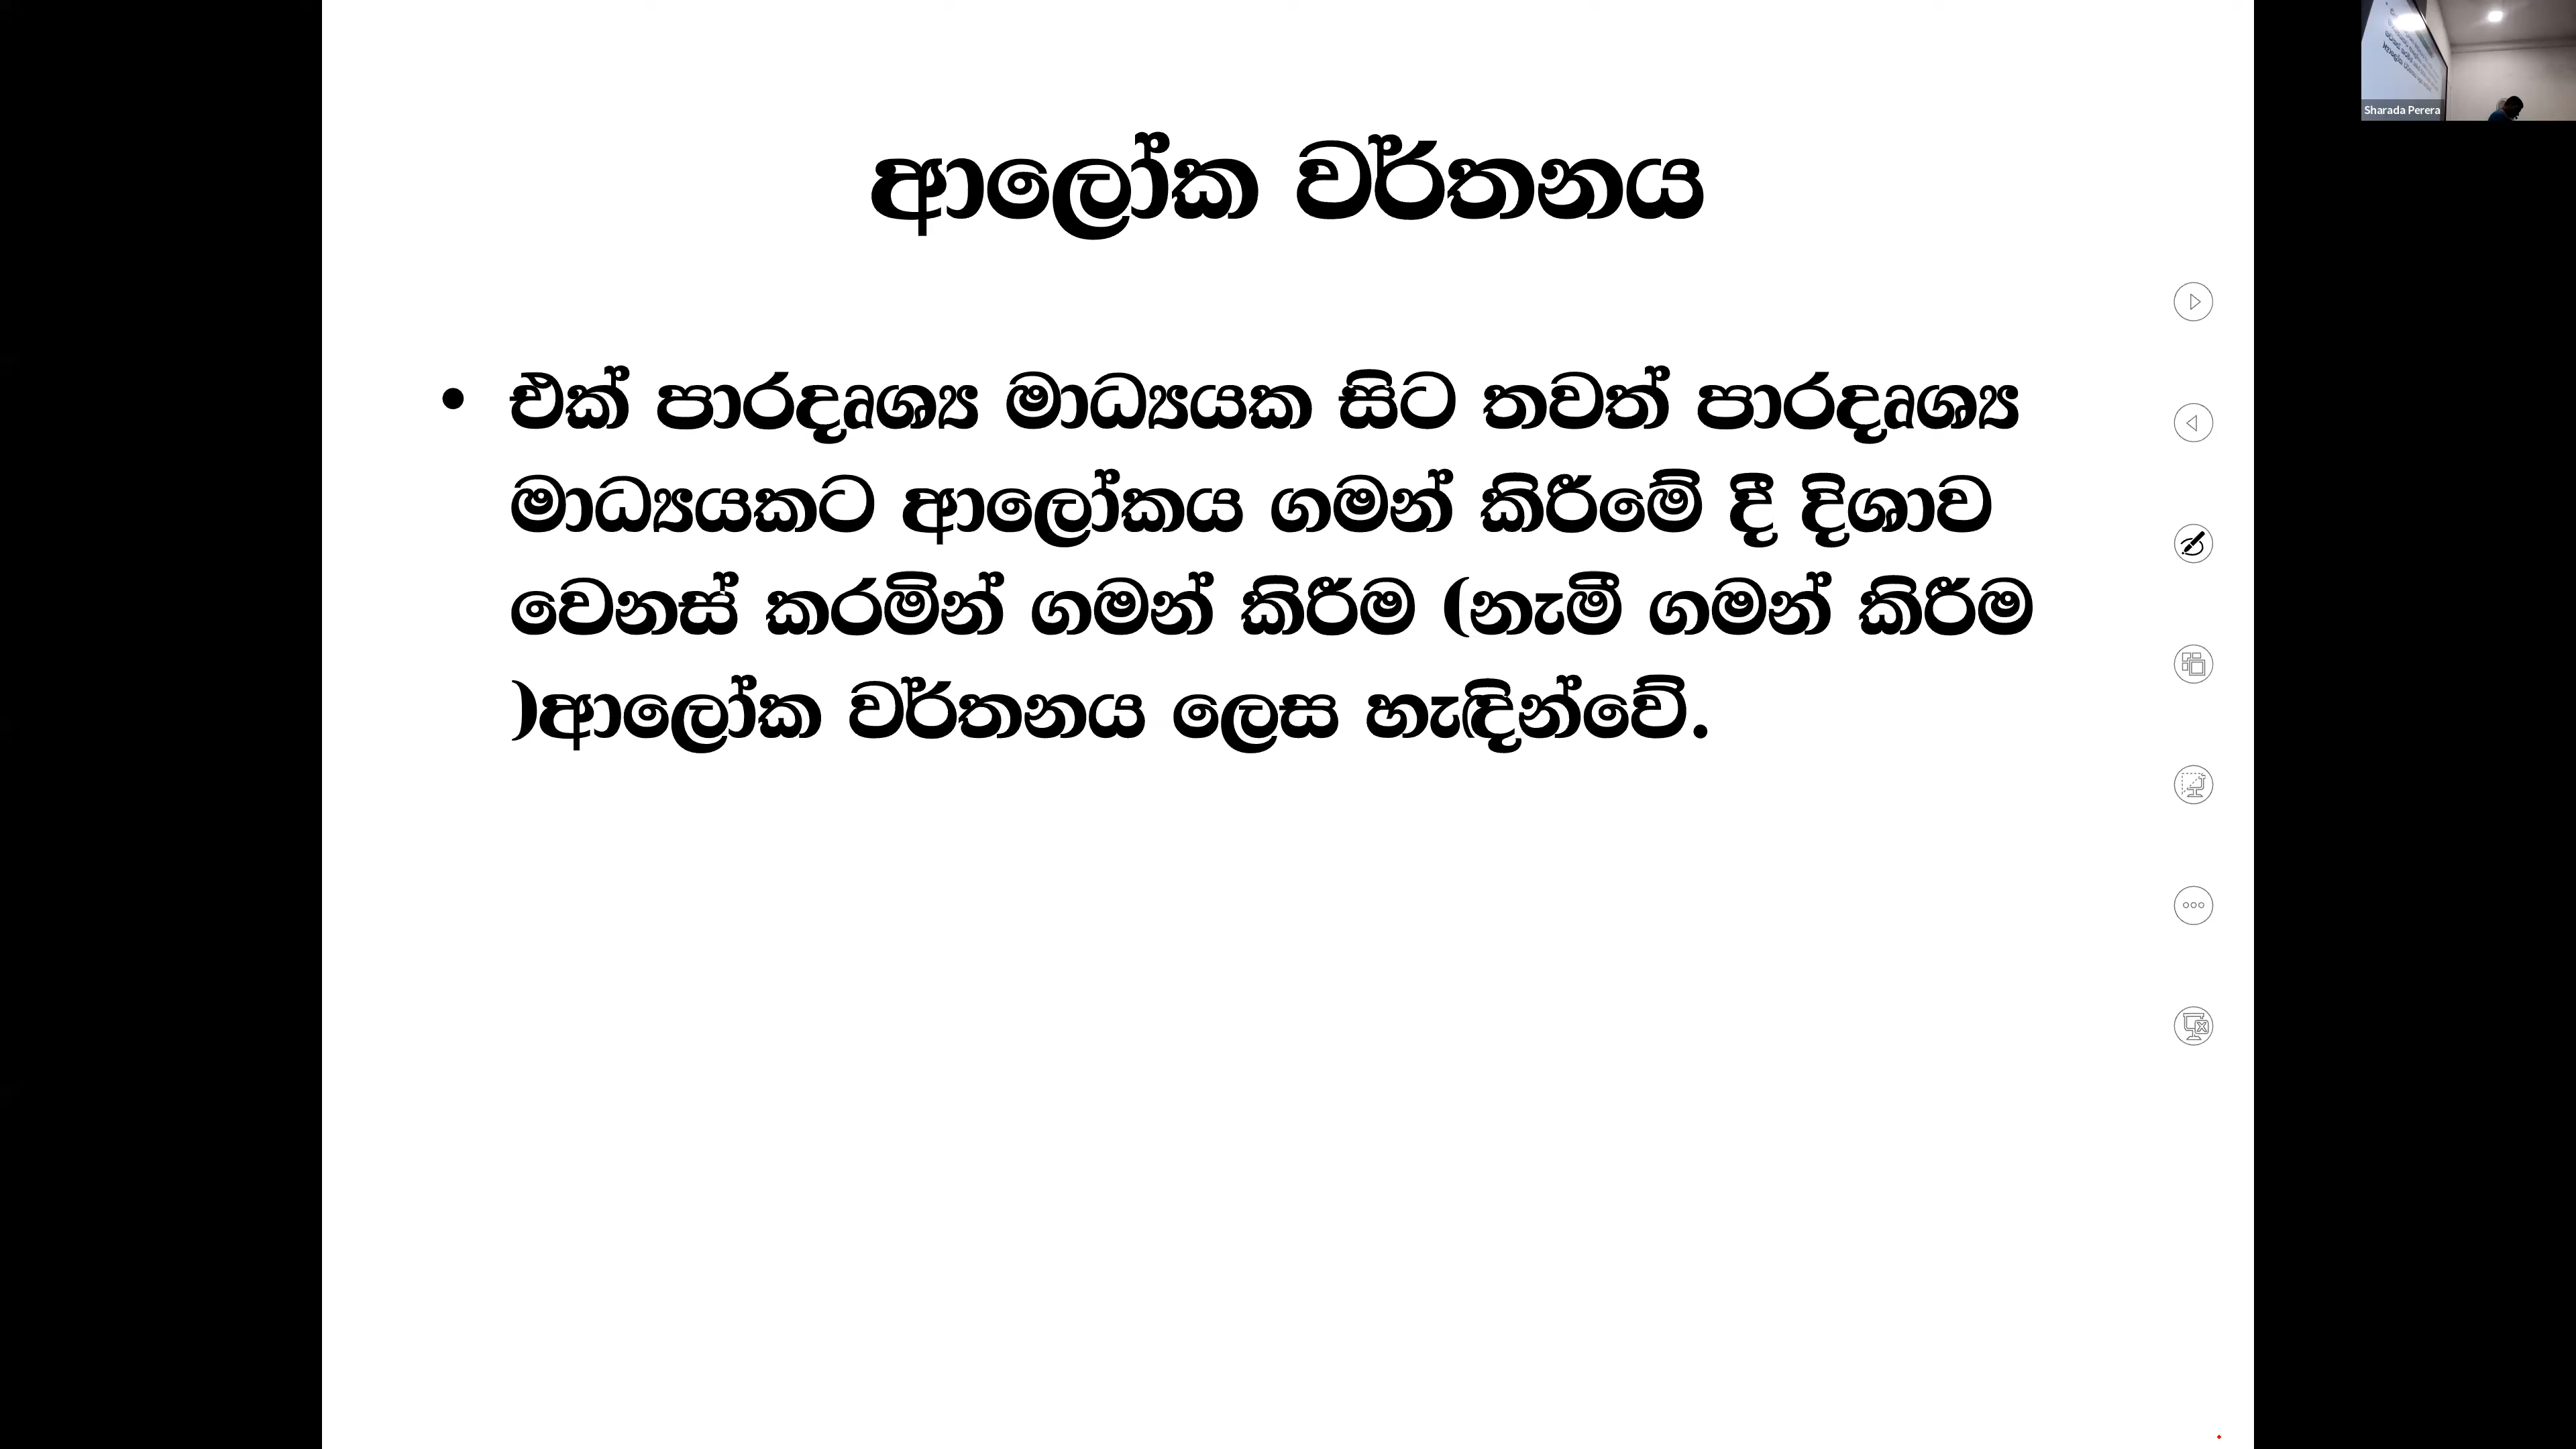 ආලෝක වර්තනය
• එක් පාරදෘශ්‍ය මාධ්‍යයක සිට තවත් පාරදෘශ්‍ය
මාධ්‍යයකට ආලෝකය ගමන් කිරීමේ දී දිශාව
වෙනස් කරමින් ගමන් කිරීම (නැමී ගමන් කිරීම
)ආලෝක වර්තනය ලෙස හැඳින්වේ.
Sharada Perera